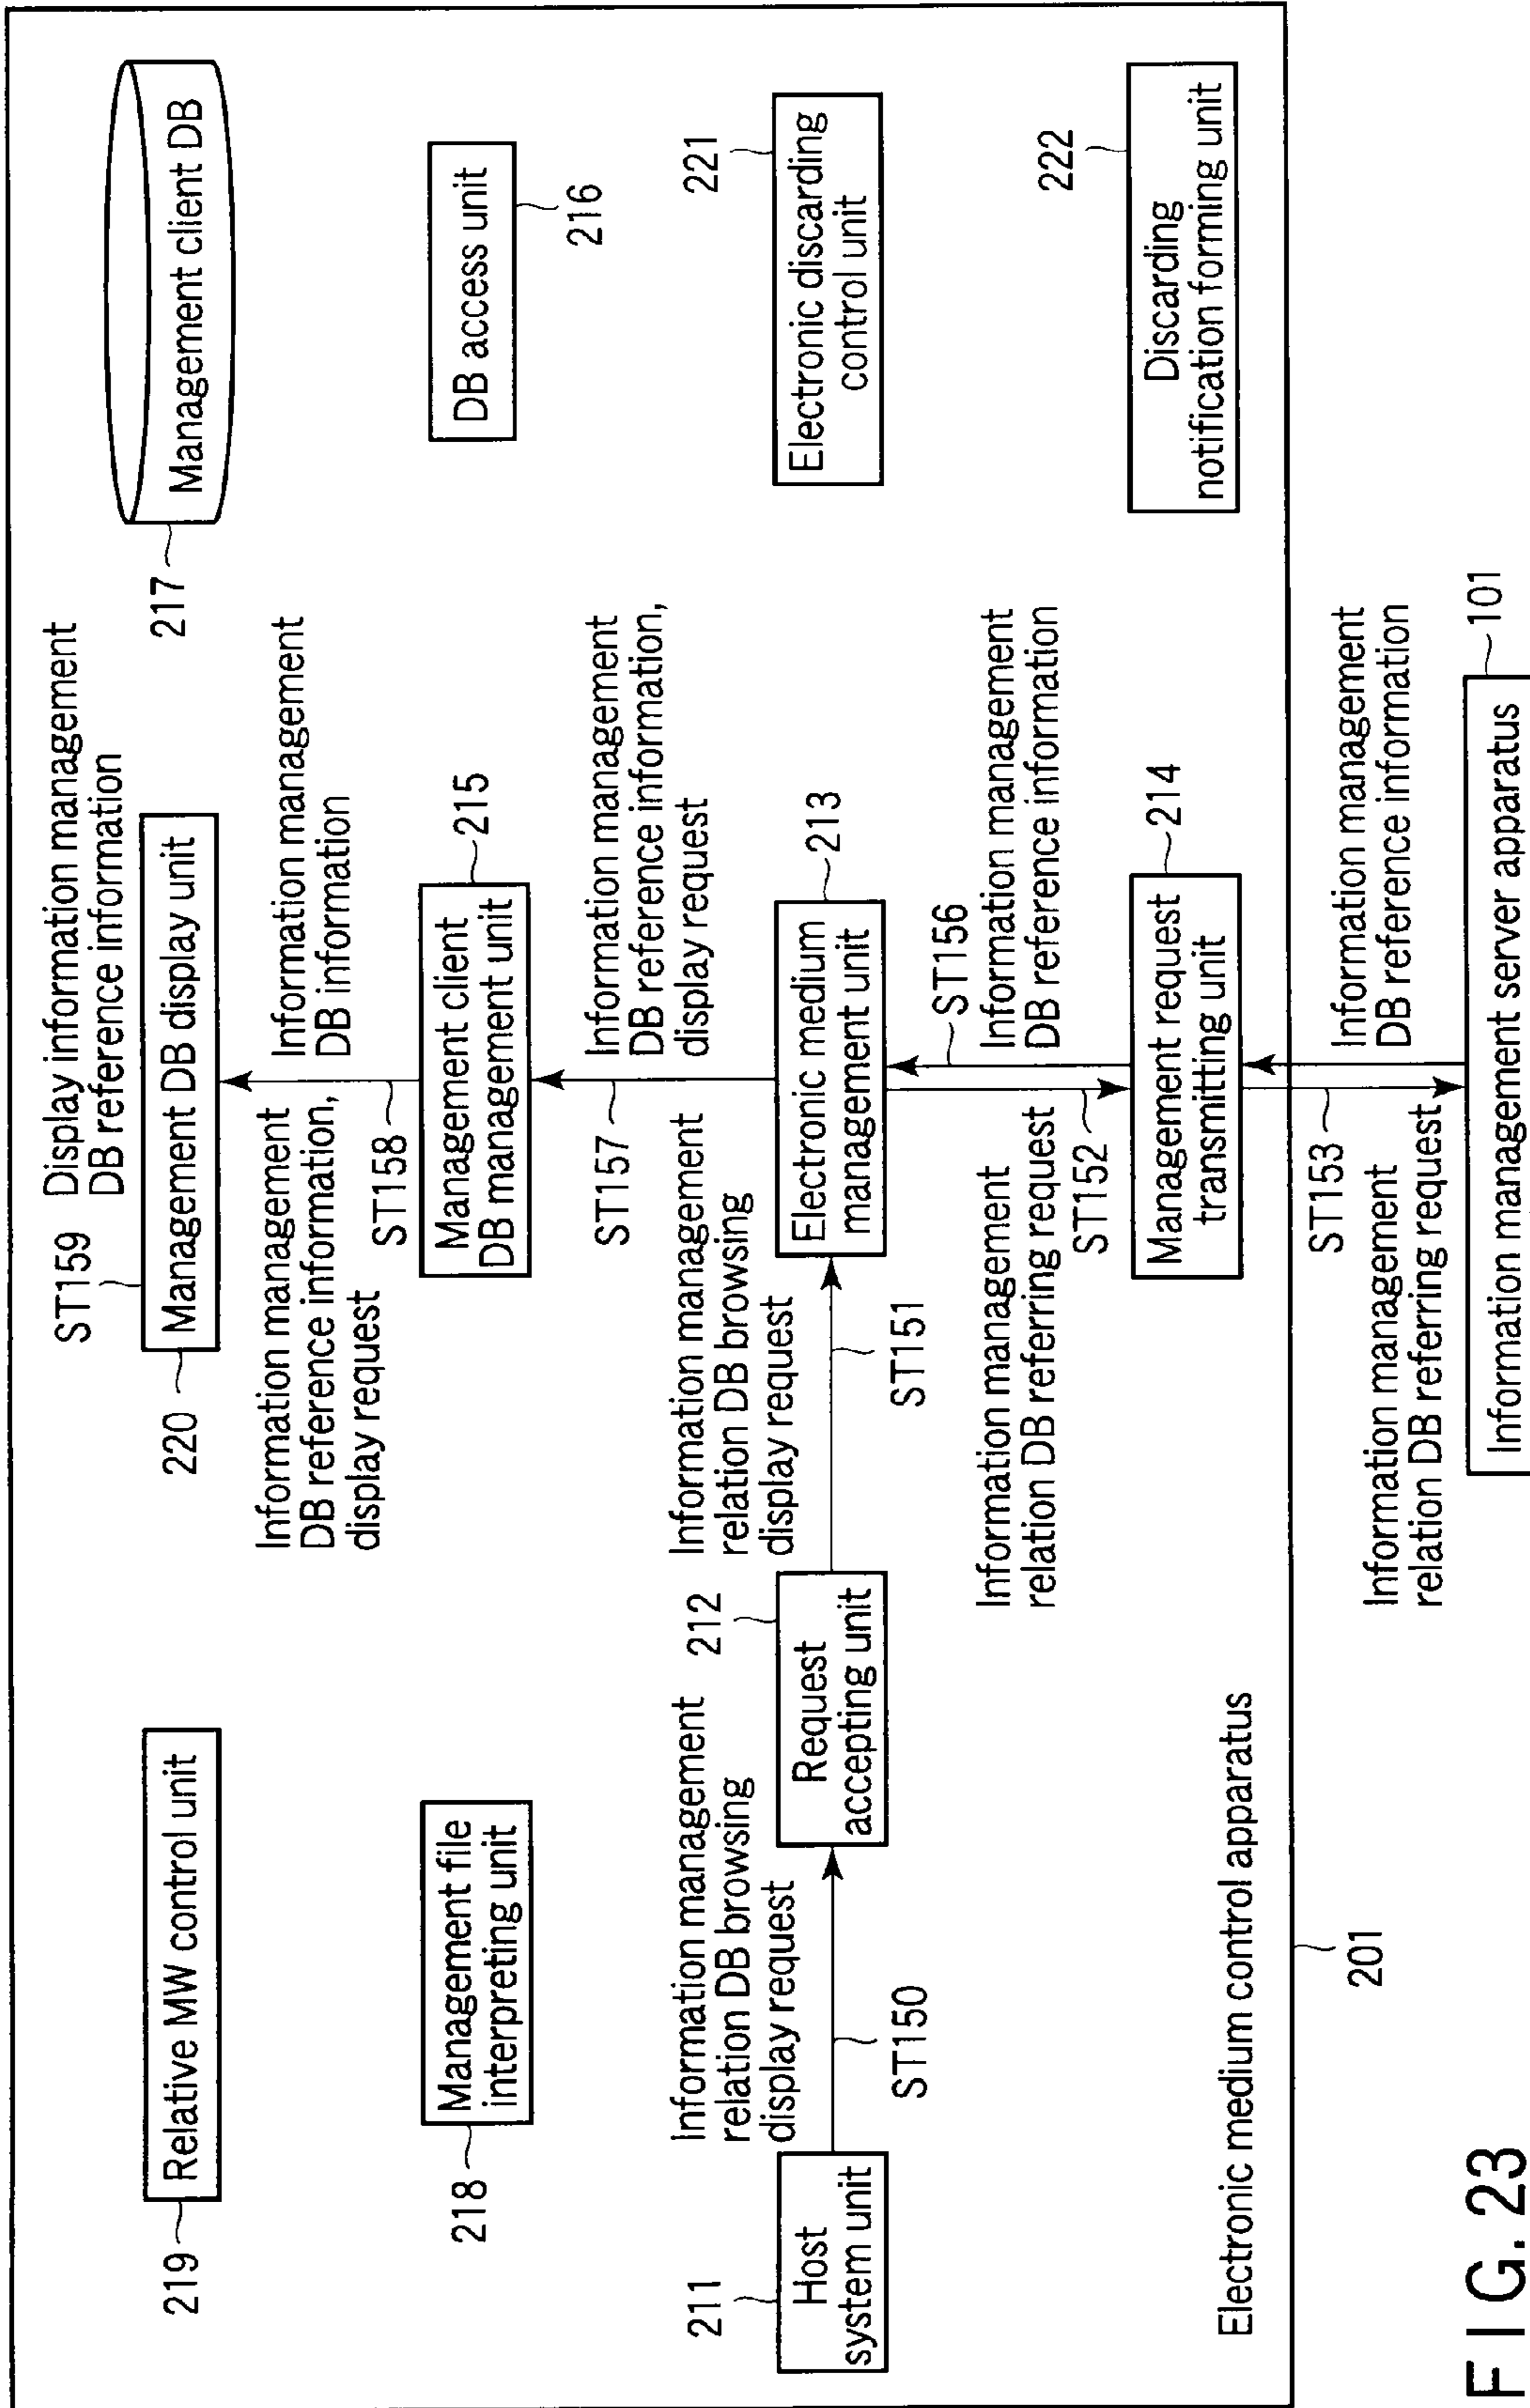 ST159
Display information management
DB reference information
219
Relative MW control unit
220
Management DB display unit
217
Management client DB
Information management
DB reference information,
display request
ST158
Information management
DB information
218
Management file
interpreting unit
Management client
DB management unit
215
DB access unit
216
Information management
relation DB browsing
display request
ST157
Information management
DB reference information,
display request
Information management
relation DB browsing
display request
211
Host
system unit
ST150
212
Request
accepting unit
ST151
Electronic medium
management unit
213
221
Electronic discarding
control unit
Information management
relation DB referring request
ST152
ST156
Information management
DB reference information
Management request
transmitting unit
214
222
Discarding
notification forming unit
Electronic medium control apparatus
201
ST153
Information management
relation DB referring request
Information management
DB reference information
101
Information management server apparatus
FIG. 23